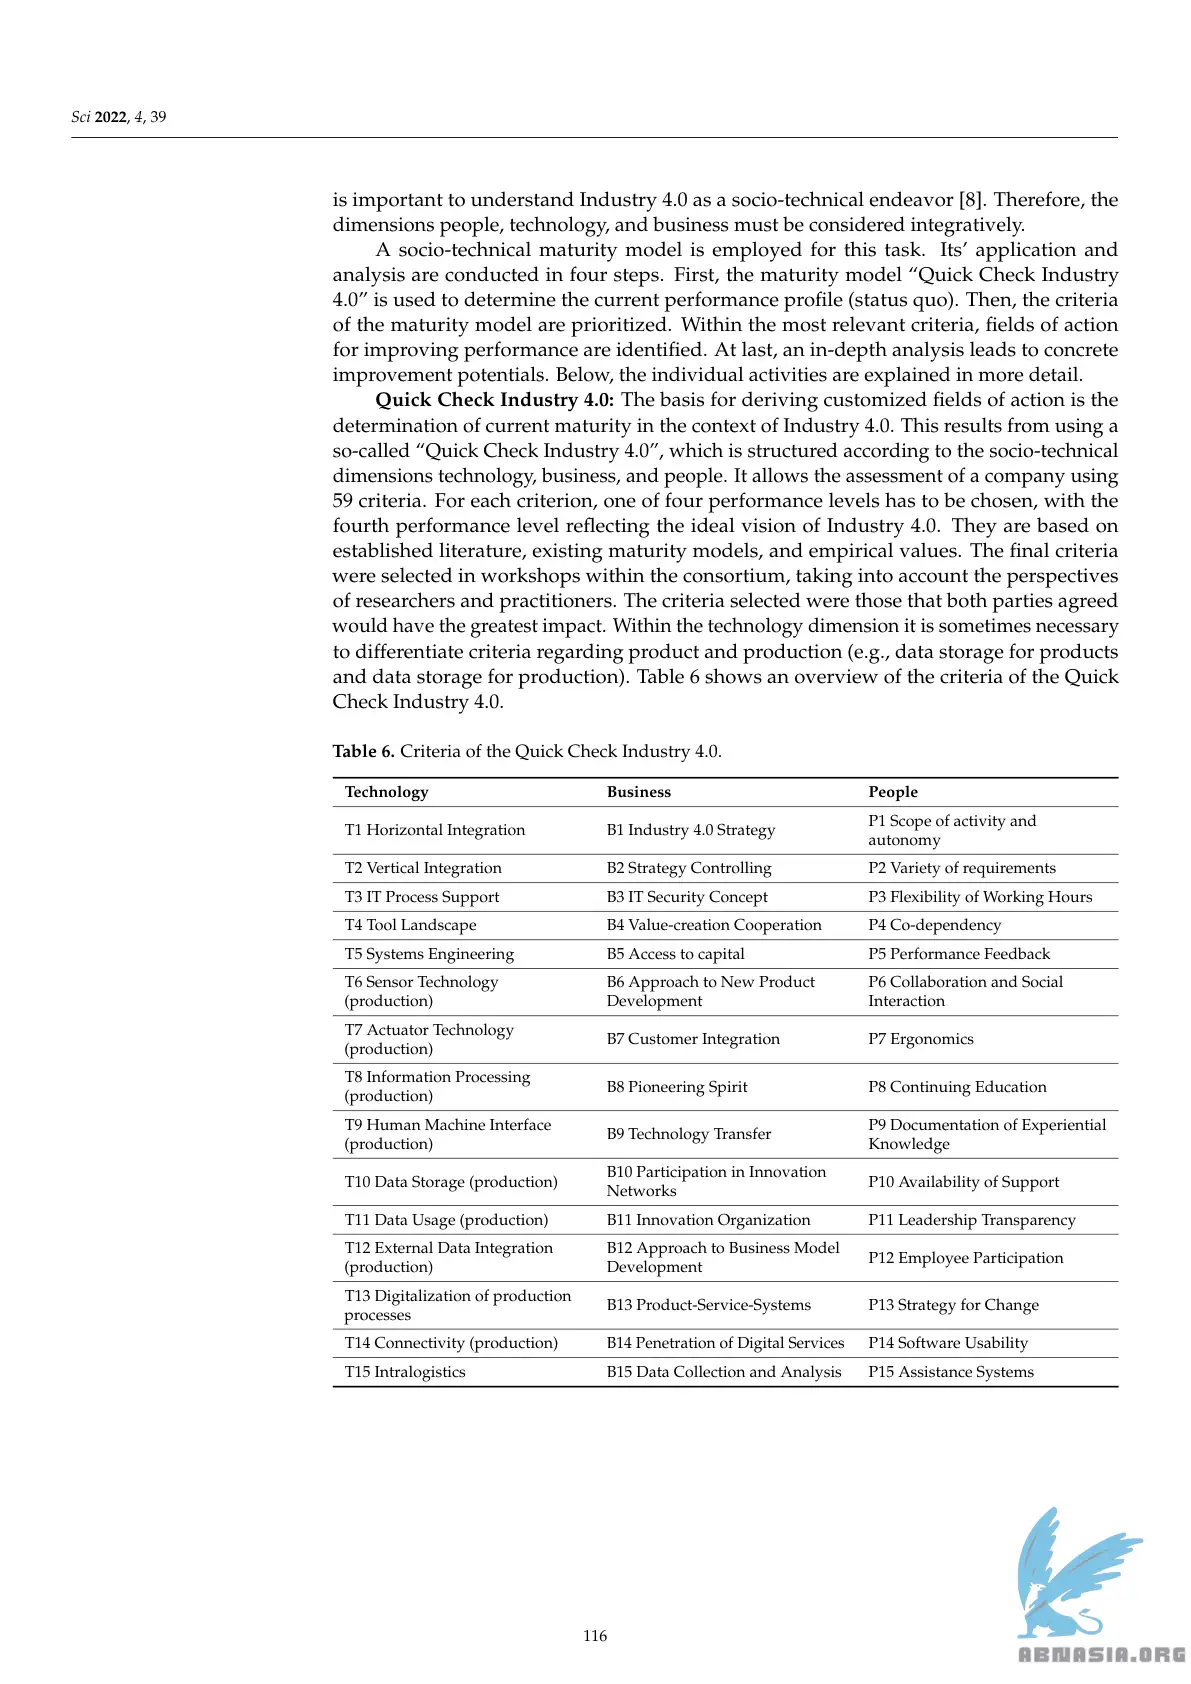 Sci 2022, 4, 39
is important to understand Industry 4.0 as a socio-technical endeavor [8]. Therefore, the
dimensions people, technology, and business must be considered integratively.
A socio-technical maturity model is employed for this task. Its’ application and
analysis are conducted in four steps. First, the maturity model “Quick Check Industry
4.0” is used to determine the current performance profile (status quo). Then, the criteria
of the maturity model are prioritized. Within the most relevant criteria, fields of action
for improving performance are identified. At last, an in-depth analysis leads to concrete
improvement potentials. Below, the individual activities are explained in more detail.
Quick Check Industry 4.0: The basis for deriving customized fields of action is the
determination of current maturity in the context of Industry 4.0. This results from using a
so-called “Quick Check Industry 4.0”, which is structured according to the socio-technical
dimensions technology, business, and people. It allows the assessment of a company using
59 criteria. For each criterion, one of four performance levels has to be chosen, with the
fourth performance level reflecting the ideal vision of Industry 4.0. They are based on
established literature, existing maturity models, and empirical values. The final criteria
were selected in workshops within the consortium, taking into account the perspectives
of researchers and practitioners. The criteria selected were those that both parties agreed
would have the greatest impact. Within the technology dimension it is sometimes necessary
to differentiate criteria regarding product and production (e.g., data storage for products
and data storage for production). Table 6 shows an overview of the criteria of the Quick
Check Industry 4.0.
Table 6. Criteria of the Quick Check Industry 4.0.
Technology Business People
T1 Horizontal Integration B1 Industry 4.0 Strategy P1 Scope of activity and
autonomy
T2 Vertical Integration B2 Strategy Controlling P2 Variety of requirements
T3 IT Process Support B3 IT Security Concept P3 Flexibility of Working Hours
T4 Tool Landscape B4 Value-creation Cooperation P4 Co-dependency
T5 Systems Engineering B5 Access to capital P5 Performance Feedback
T6 Sensor Technology B6 Approach to New Product P6 Collaboration and Social
(production) Development Interaction
T7 Actuator Technology
(production) B7 Customer Integration P7 Ergonomics
T8 Information Processing
(production) B8 Pioneering Spirit P8 Continuing Education
T9 Human Machine Interface B9 Technology Transfer P9 Documentation of Experiential
(production) Knowledge
T10 Data Storage (production) B10 Participation in Innovation P10 Availability of Support
Networks
T11 Data Usage (production) B11 Innovation Organization P11 Leadership Transparency
T12 External Data Integration B12 Approach to Business Model P12 Employee Participation
(production) Development
T13 Digitalization of production B13 Product-Service-Systems P13 Strategy for Change
processes
T14 Connectivity (production) B14 Penetration of Digital Services P14 Software Usability
T15 Intralogistics B15 Data Collection and Analysis P15 Assistance Systems
116
ABNASIA.ORG